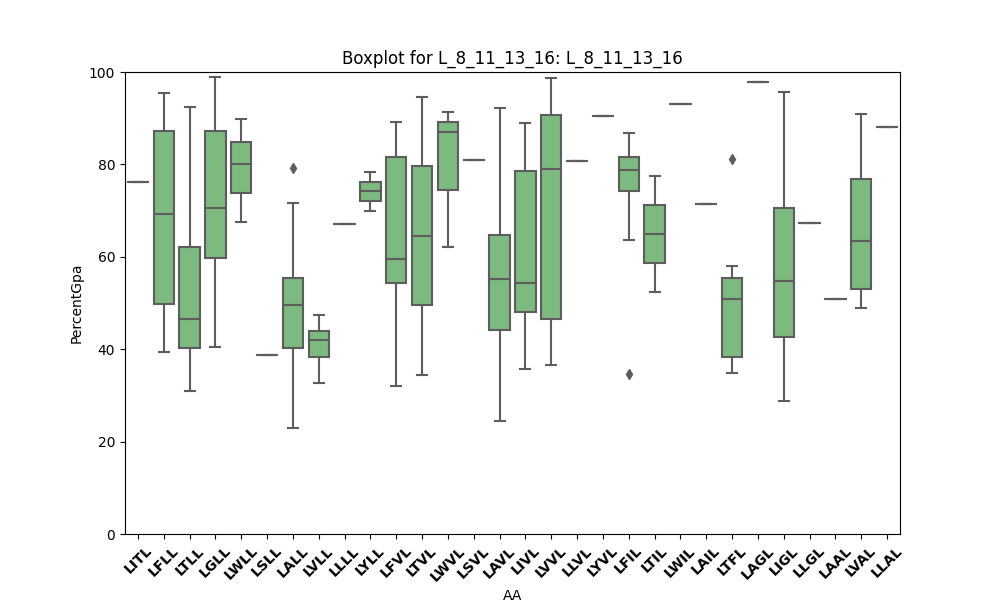 Boxplot for L_8_11_13_16: L_8_11_13_16
PercentGpa
100
80
60
40
20
0
LITL LFLL LTLL LGLL LWLL LSLL LALL LVLL LLLL LYLL LFVL LTVL LWVL LSVL LAVL LIVL LVVL LLVL LYVL LFIL LTIL LWIL LAIL LTFL LAGL LIGL LLGL LAAL LVAL LLAL
AA